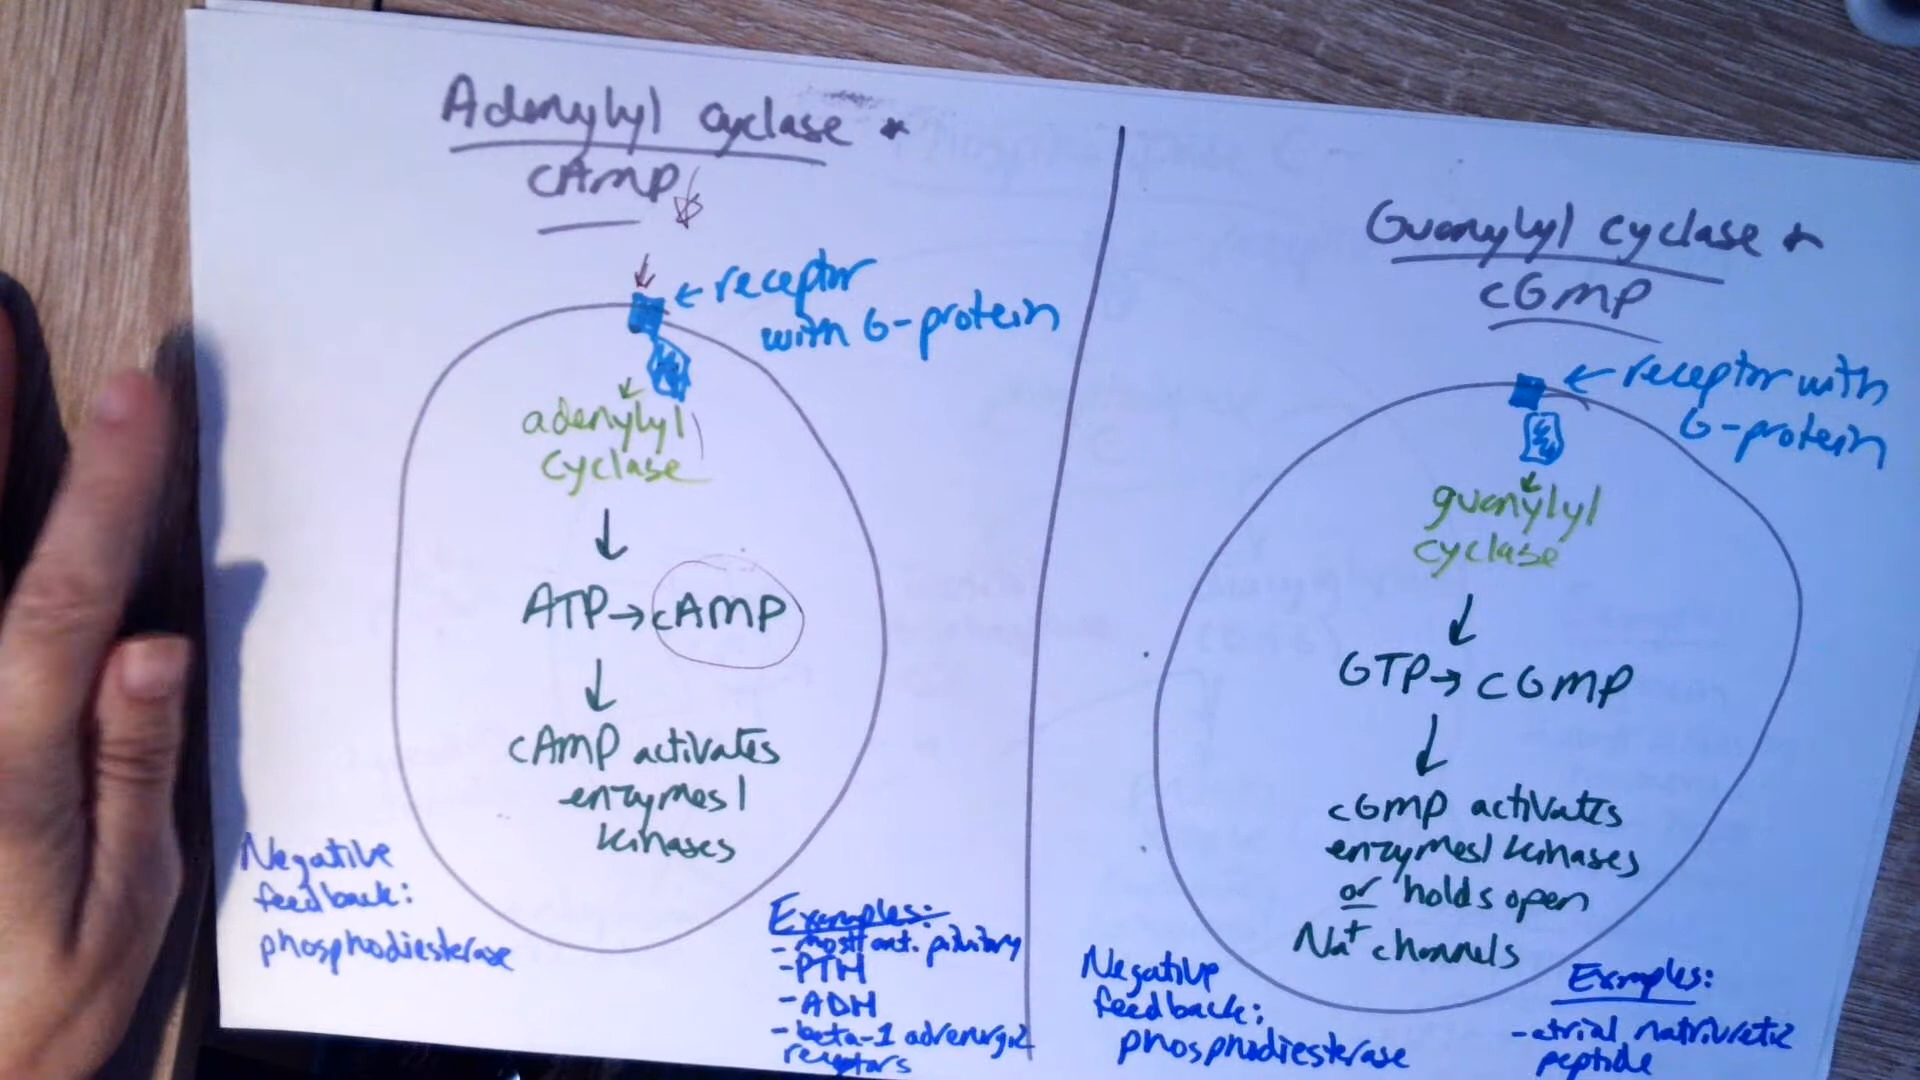 Adenylyl cyclase *
cAMP
← receptor
with G-protein
adenylyl
cyclase
↓
ATP → cAMP
↓
cAMP activates
enzymes/
kinases
Negative
feedback:
phosphodiesterase
Examples:
- most ant. pituitary
- PTH
- ADH
- beta-1 adrenergic
receptors
Guanylyl cyclase *
cGMP
← receptor with
G-protein
guanylyl
cyclase
↓
GTP → cGMP
↓
cGMP activates
enzymes/kinases
or holds open
Na+ channels
Negative
feedback:
phosphodiesterase
Examples:
- atrial natriuretic
peptide